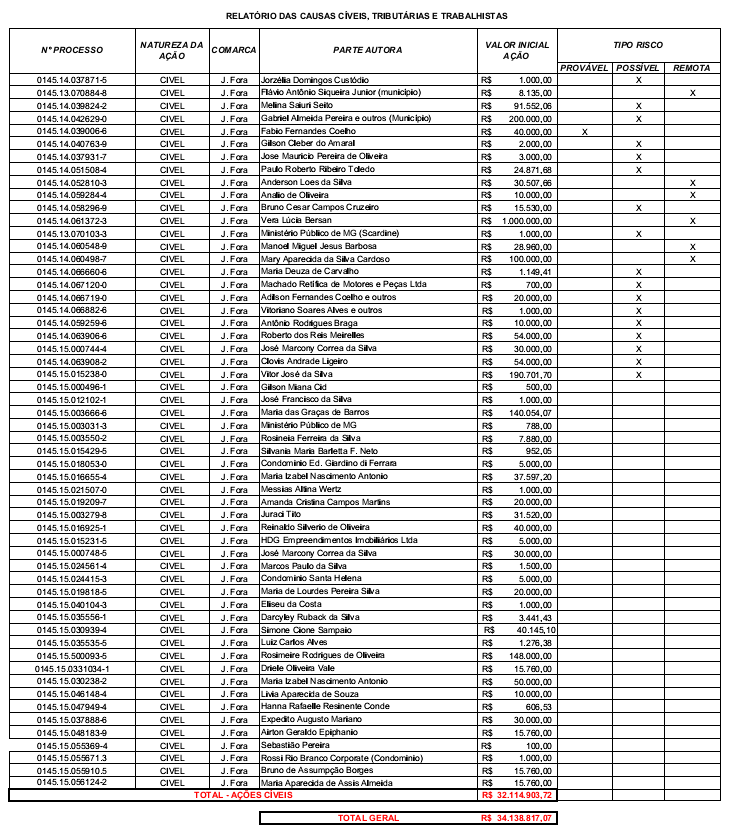 RELATÓRIO DAS CAUSAS CÍVEIS, TRIBUTÁRIAS E TRABALHISTAS
Nº PROCESSO NATUREZA DA AÇÃO COMARCA PARTE AUTORA VALOR INICIAL AÇÃO TIPO RISCO
PROVÁVEL POSSÍVEL REMOTA
0145.14.037871-5 CIVEL J. Fora Jorzélia Domingos Custódio R$ 1.000,00 X
0145.13.070884-8 CIVEL J. Fora Flávio Antônio Siqueira Junior (município) R$ 8.135,00 X
0145.14.039824-2 CIVEL J. Fora Melina Saiuri Seito R$ 91.552,06 X
0145.14.042629-0 CIVEL J. Fora Gabriel Almeida Pereira e outros (Município) R$ 200.000,00 X
0145.14.039006-6 CIVEL J. Fora Fabio Fernandes Coelho R$ 40.000,00 X
0145.14.040763-9 CIVEL J. Fora Gilson Cleber do Amaral R$ 2.000,00 X
0145.14.037931-7 CIVEL J. Fora Jose Mauricio Pereira de Oliveira R$ 3.000,00 X
0145.14.051508-4 CIVEL J. Fora Paulo Roberto Ribeiro Toledo R$ 24.871,68 X
0145.14.052810-3 CIVEL J. Fora Anderson Loes da Silva R$ 30.507,66 X
0145.14.059284-4 CIVEL J. Fora Analio de Oliveira R$ 10.000,00 X
0145.14.058296-9 CIVEL J. Fora Bruno Cesar Campos Cruzeiro R$ 15.530,00 X
0145.14.061372-3 CIVEL J. Fora Vera Lúcia Bersan R$ 1.000.000,00 X
0145.13.070103-3 CIVEL J. Fora Ministério Público de MG (Scardine) R$ 1.000,00 X
0145.14.060548-9 CIVEL J. Fora Manoel Miguel Jesus Barbosa R$ 28.960,00 X
0145.14.060498-7 CIVEL J. Fora Mary Aparecida da Silva Cardoso R$ 100.000,00 X
0145.14.066660-6 CIVEL J. Fora Maria Deuza de Carvalho R$ 1.149,41 X
0145.14.067120-0 CIVEL J. Fora Machado Retífica de Motores e Peças Ltda R$ 700,00 X
0145.14.066719-0 CIVEL J. Fora Adilson Fernandes Coelho e outros R$ 20.000,00 X
0145.14.066882-6 CIVEL J. Fora Vitoriano Soares Alves e outros R$ 1.000,00 X
0145.14.059259-6 CIVEL J. Fora Antônio Rodrigues Braga R$ 10.000,00 X
0145.14.063906-6 CIVEL J. Fora Roberto dos Reis Meirelles R$ 54.000,00 X
0145.15.000744-4 CIVEL J. Fora José Marcony Correa da Silva R$ 30.000,00 X
0145.14.063908-2 CIVEL J. Fora Clovis Andrade Ligeiro R$ 54.000,00 X
0145.15.015238-0 CIVEL J. Fora Vitor José da Silva R$ 190.701,70 X
0145.15.000496-1 CIVEL J. Fora Gilson Miana Cid R$ 500,00
0145.15.012102-1 CIVEL J. Fora José Francisco da Silva R$ 1.000,00
0145.15.003666-6 CIVEL J. Fora Maria das Graças de Barros R$ 140.054,07
0145.15.003031-3 CIVEL J. Fora Ministério Público de MG R$ 788,00
0145.15.003550-2 CIVEL J. Fora Rosineia Ferreira da Silva R$ 7.880,00
0145.15.015429-5 CIVEL J. Fora Silvania Maria Barletta F. Neto R$ 952,05
0145.15.018053-0 CIVEL J. Fora Condominio Ed. Giardino di Ferrara R$ 5.000,00
0145.15.016655-4 CIVEL J. Fora Maria Izabel Nascimento Antonio R$ 37.597,20
0145.15.021507-0 CIVEL J. Fora Messias Altina Wertz R$ 1.000,00
0145.15.019209-7 CIVEL J. Fora Amanda Cristina Campos Martins R$ 20.000,00
0145.15.003279-8 CIVEL J. Fora Juraci Tito R$ 31.520,00
0145.15.016925-1 CIVEL J. Fora Reinaldo Silverio de Oliveira R$ 40.000,00
0145.15.015231-5 CIVEL J. Fora HDG Empreendimentos Imobiliários Ltda R$ 5.000,00
0145.15.000748-5 CIVEL J. Fora José Marcony Correa da Silva R$ 30.000,00
0145.15.024561-4 CIVEL J. Fora Marcos Paulo da Silva R$ 1.500,00
0145.15.024415-3 CIVEL J. Fora Condominio Santa Helena R$ 5.000,00
0145.15.019818-5 CIVEL J. Fora Maria de Lourdes Pereira Silva R$ 20.000,00
0145.15.040104-3 CIVEL J. Fora Eliseu da Costa R$ 1.000,00
0145.15.035556-1 CIVEL J. Fora Darcyley Ruback da Silva R$ 3.441,43
0145.15.030939-4 CIVEL J. Fora Simone Cione Sampaio R$ 40.145,10
0145.15.035535-5 CIVEL J. Fora Luiz Carlos Alves R$ 1.276,38
0145.15.500093-5 CIVEL J. Fora Rosimeire Rodrigues de Oliveira R$ 148.000,00
0145.15.0331034-1 CIVEL J. Fora Drielle Oliveira Vale R$ 15.760,00
0145.15.030238-2 CIVEL J. Fora Maria Izabel Nascimento Antonio R$ 50.000,00
0145.15.046148-4 CIVEL J. Fora Livia Aparecida de Souza R$ 10.000,00
0145.15.047949-4 CIVEL J. Fora Hanna Rafaelle Resinente Conde R$ 606,53
0145.15.037888-6 CIVEL J. Fora Expedito Augusto Mariano R$ 30.000,00
0145.15.048183-9 CIVEL J. Fora Airton Geraldo Epiphanio R$ 15.760,00
0145.15.055369-4 CIVEL J. Fora Sebastião Pereira R$ 100,00
0145.15.055671.3 CIVEL J. Fora Rossi Rio Branco Corporate (Condominio) R$ 1.000,00
0145.15.055910.5 CIVEL J. Fora Bruno de Assumpção Borges R$ 15.760,00
0145.15.056124-2 CIVEL J. Fora Maria Aparecida de Assis Almeida R$ 15.760,00
TOTAL - AÇÕES CÍVEIS R$ 32.114.903,72
TOTAL GERAL R$ 34.138.817,07